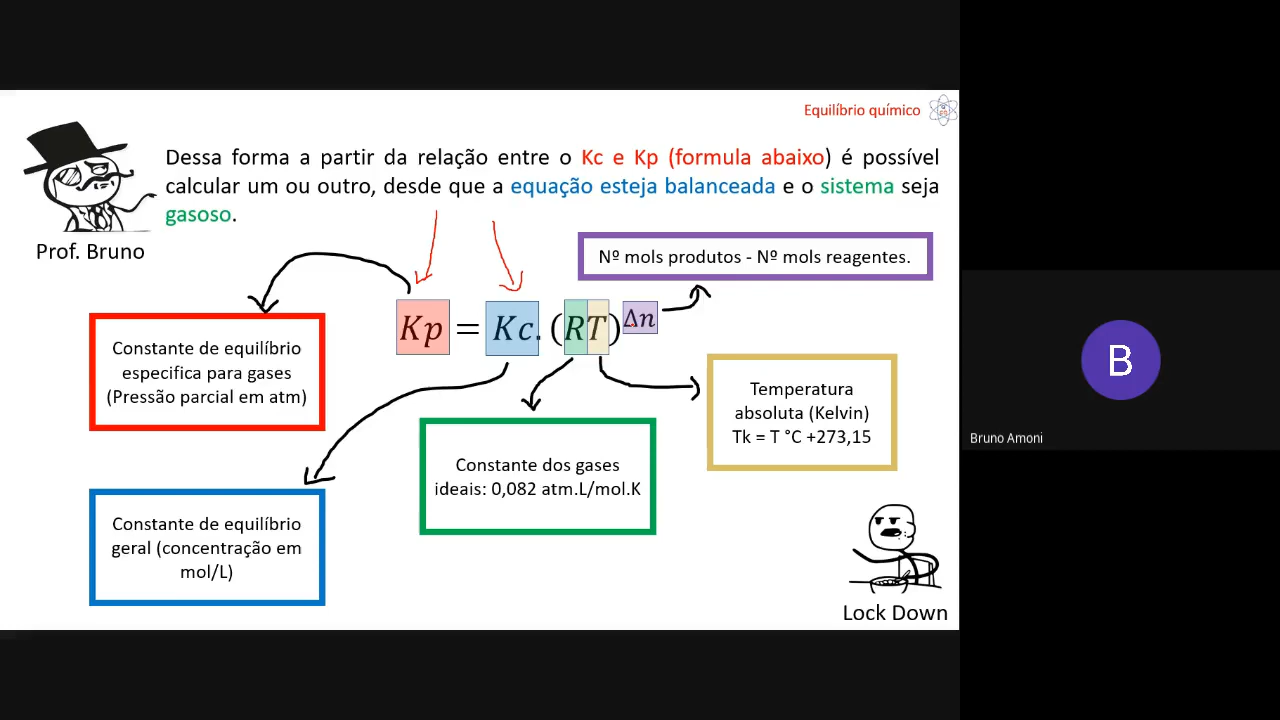 Equilíbrio químico
Dessa forma a partir da relação entre o Kc e Kp (formula abaixo) é possível
calcular um ou outro, desde que a equação esteja balanceada e o sistema seja
gasoso.
Prof. Bruno
Nº mols produtos - Nº mols reagentes.
Kp = Kc. (RT)^Δn
Constante de equilíbrio
especifica para gases
(Pressão parcial em atm)
Temperatura
absoluta (Kelvin)
Tk = T °C +273,15
Constante dos gases
ideais: 0,082 atm.L/mol.K
Constante de equilíbrio
geral (concentração em
mol/L)
Lock Down
B
Bruno Amoni